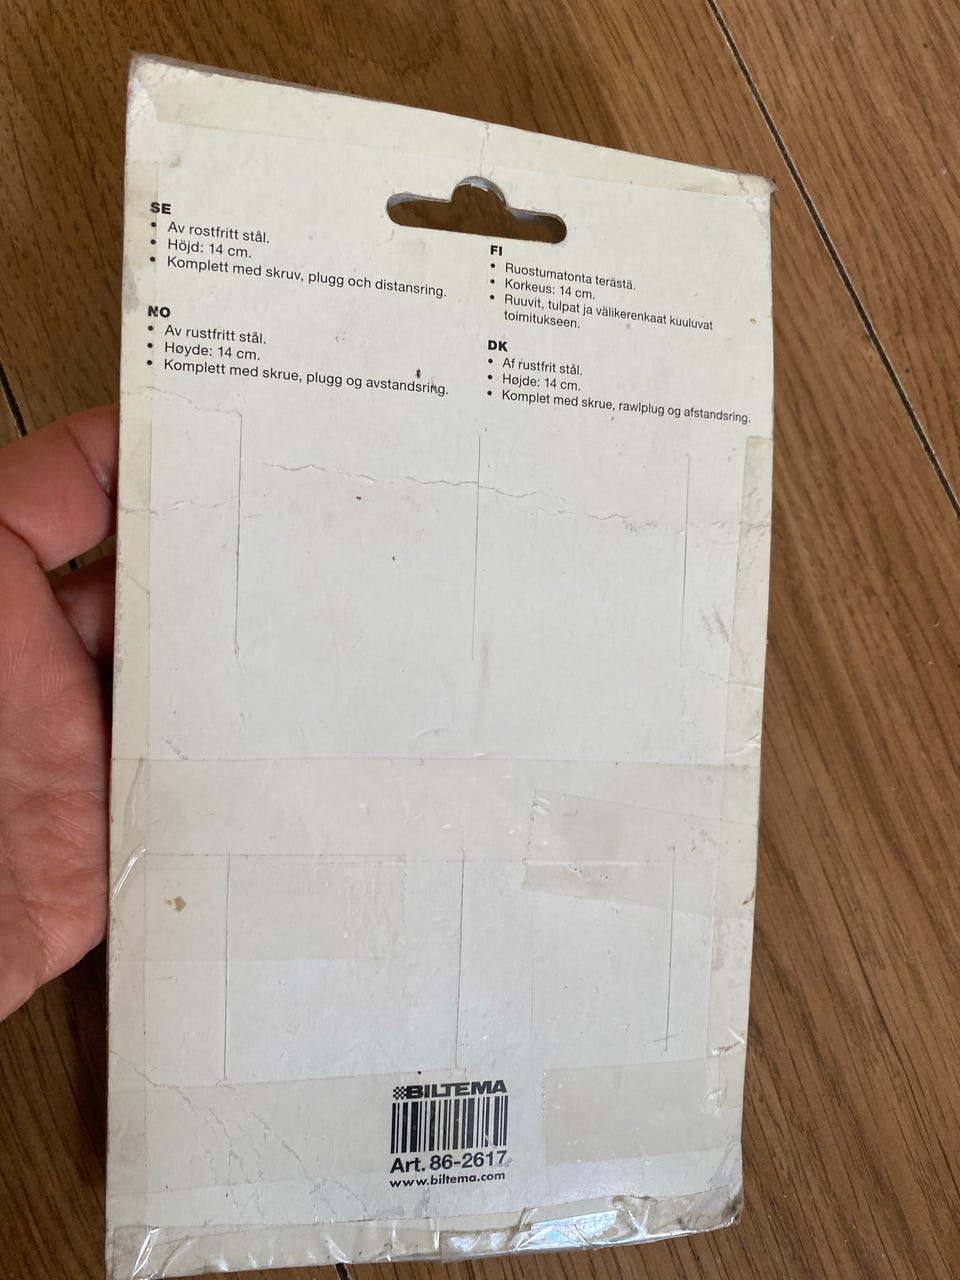 SE
• Av rostfritt stål.
• Höjd: 14 cm.
• Komplett med skruv, plugg och distansring.
NO
• Av rustfritt stål.
• Høyde: 14 cm.
• Komplett med skrue, plugg og avstandsring.
FI
• Ruostumatonta terästä.
• Korkeus: 14 cm.
• Ruuvit, tulpat ja välikerenkaat kuuluvat
toimitukseen.
DK
• Af rustfrit stål.
• Højde: 14 cm.
• Komplet med skrue, rawlplug og afstandsring.
BILTEMA
Art. 86-2617
www.biltema.com